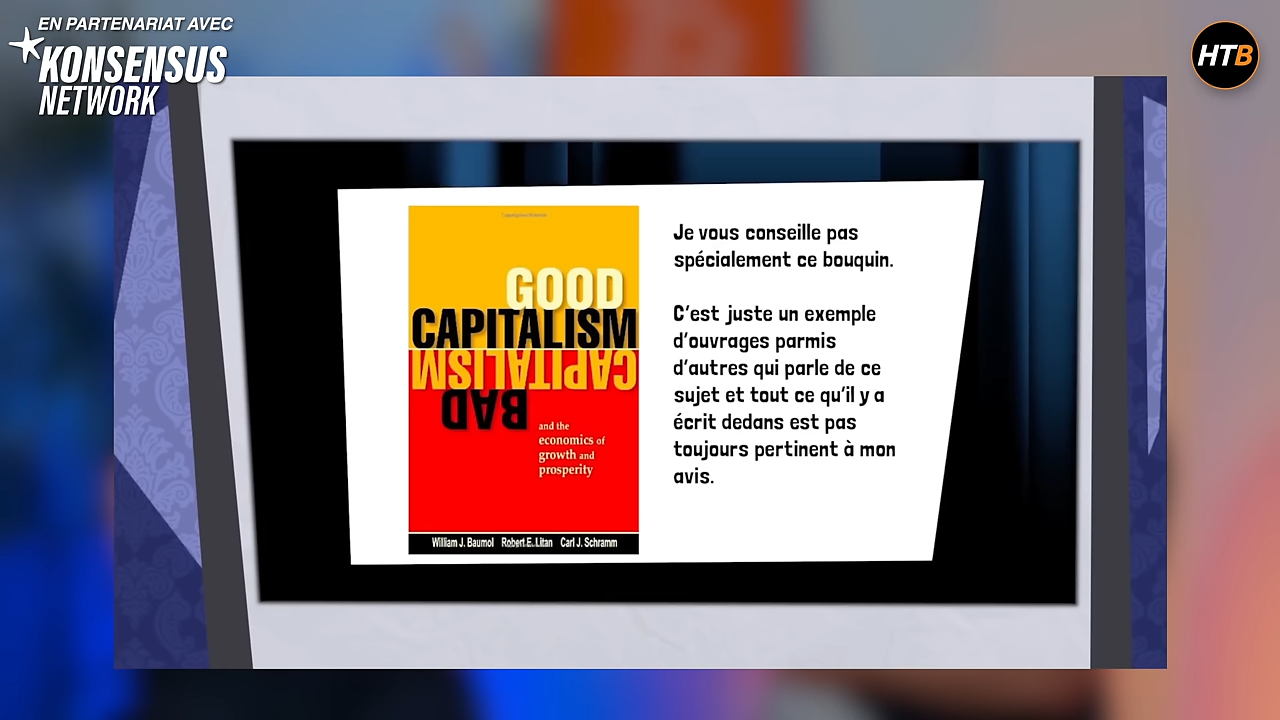 EN PARTENARIAT AVEC
KONSENSUS
NETWORK
HTB
GOOD
CAPITALISM
CAPITALISM
BAD
and the
economics of
growth and
prosperity
William J. Baumol Robert E. Litan Carl J. Schramm
Je vous conseille pas
spécialement ce bouquin.
C'est juste un exemple
d'ouvrages parmis
d'autres qui parle de ce
sujet et tout ce qu'il y a
écrit dedans est pas
toujours pertinent à mon
avis.